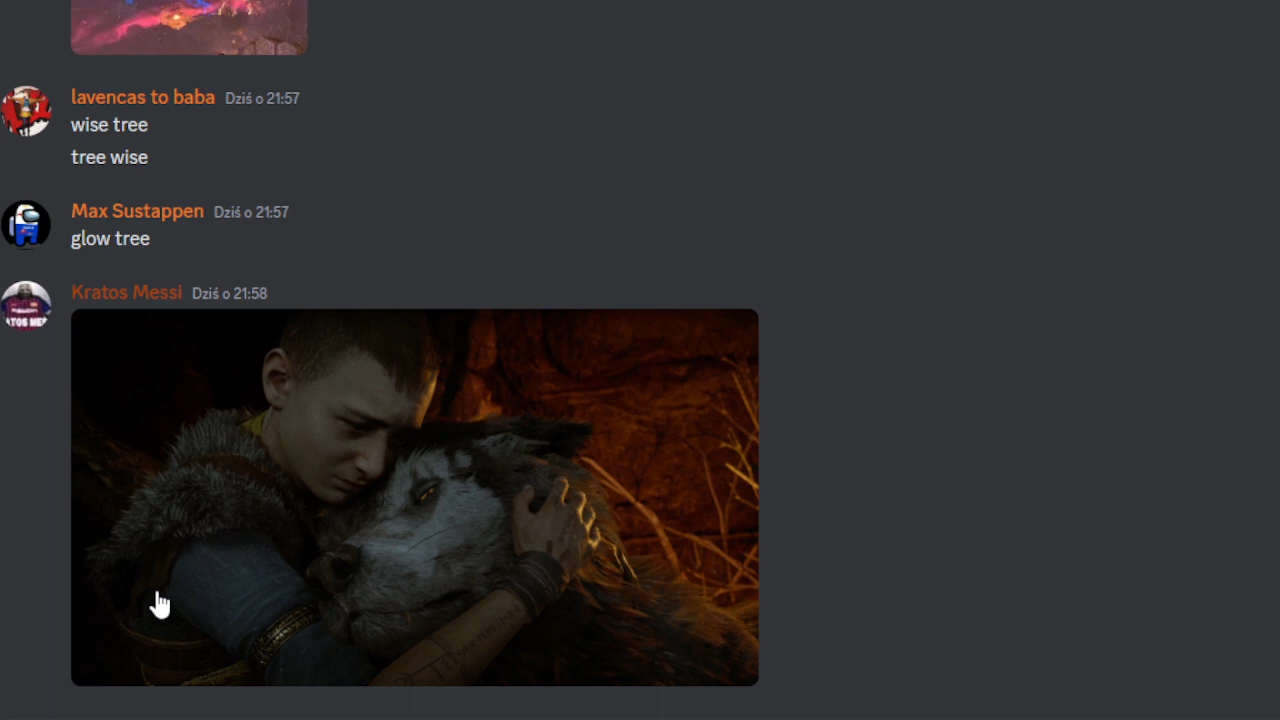 lavencas to baba Dziś o 21:57
wise tree
tree wise
Max Sustappen Dziś o 21:57
glow tree
Kratos Messi Dziś o 21:58